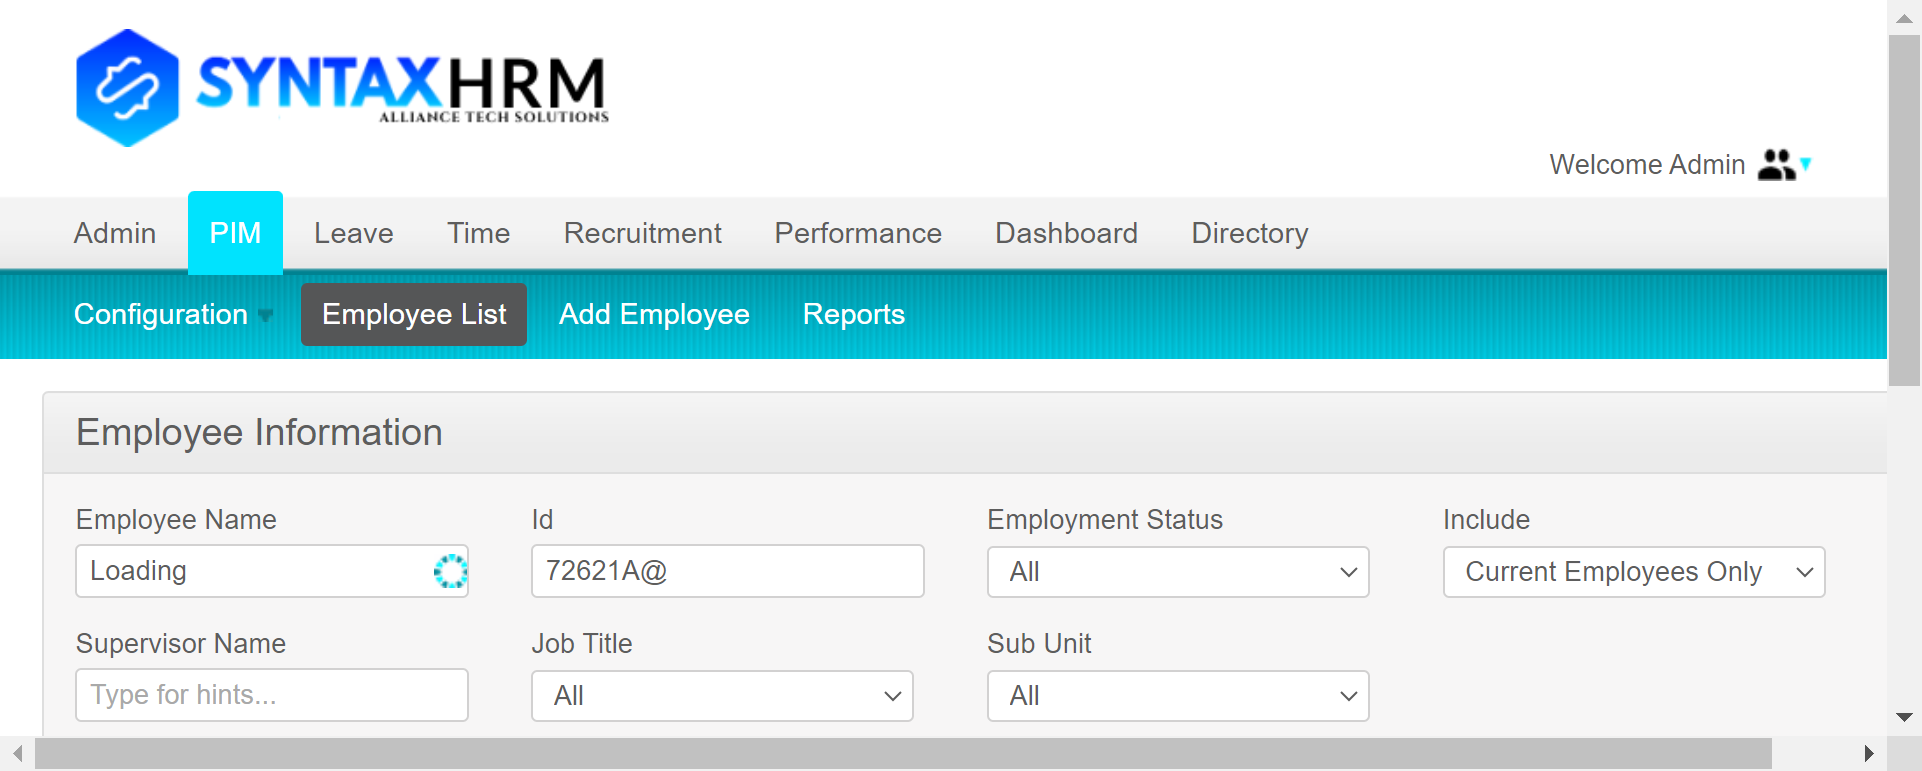 SYNTAXHRM
ALLIANCE TECH SOLUTIONS
Welcome Admin
Admin PIM Leave Time Recruitment Performance Dashboard Directory
Configuration Employee List Add Employee Reports
Employee Information
Employee Name Id Employment Status Include
Loading 72621A@ All Current Employees Only
Supervisor Name Job Title Sub Unit
Type for hints... All All